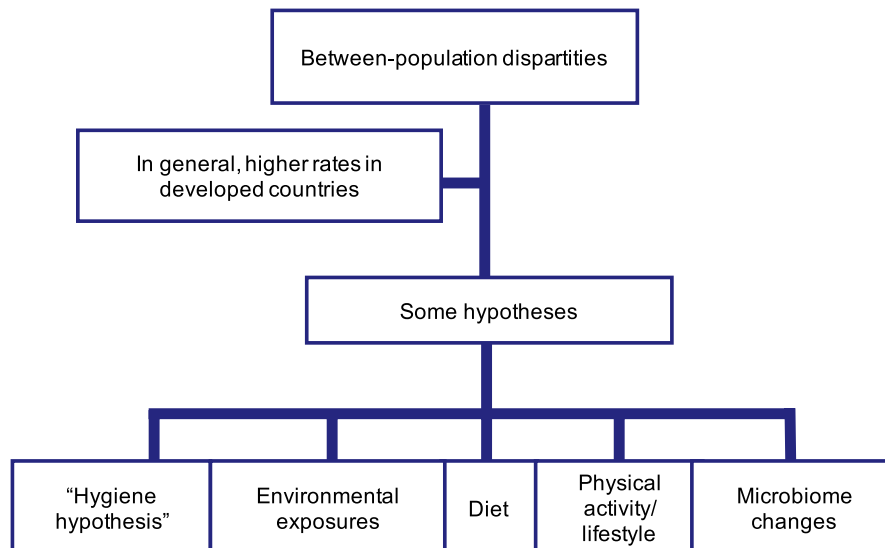 Between-population dispartities
In general, higher rates in
developed countries
Some hypotheses
“Hygiene
hypothesis”
Environmental
exposures
Diet
Physical
activity/
lifestyle
Microbiome
changes